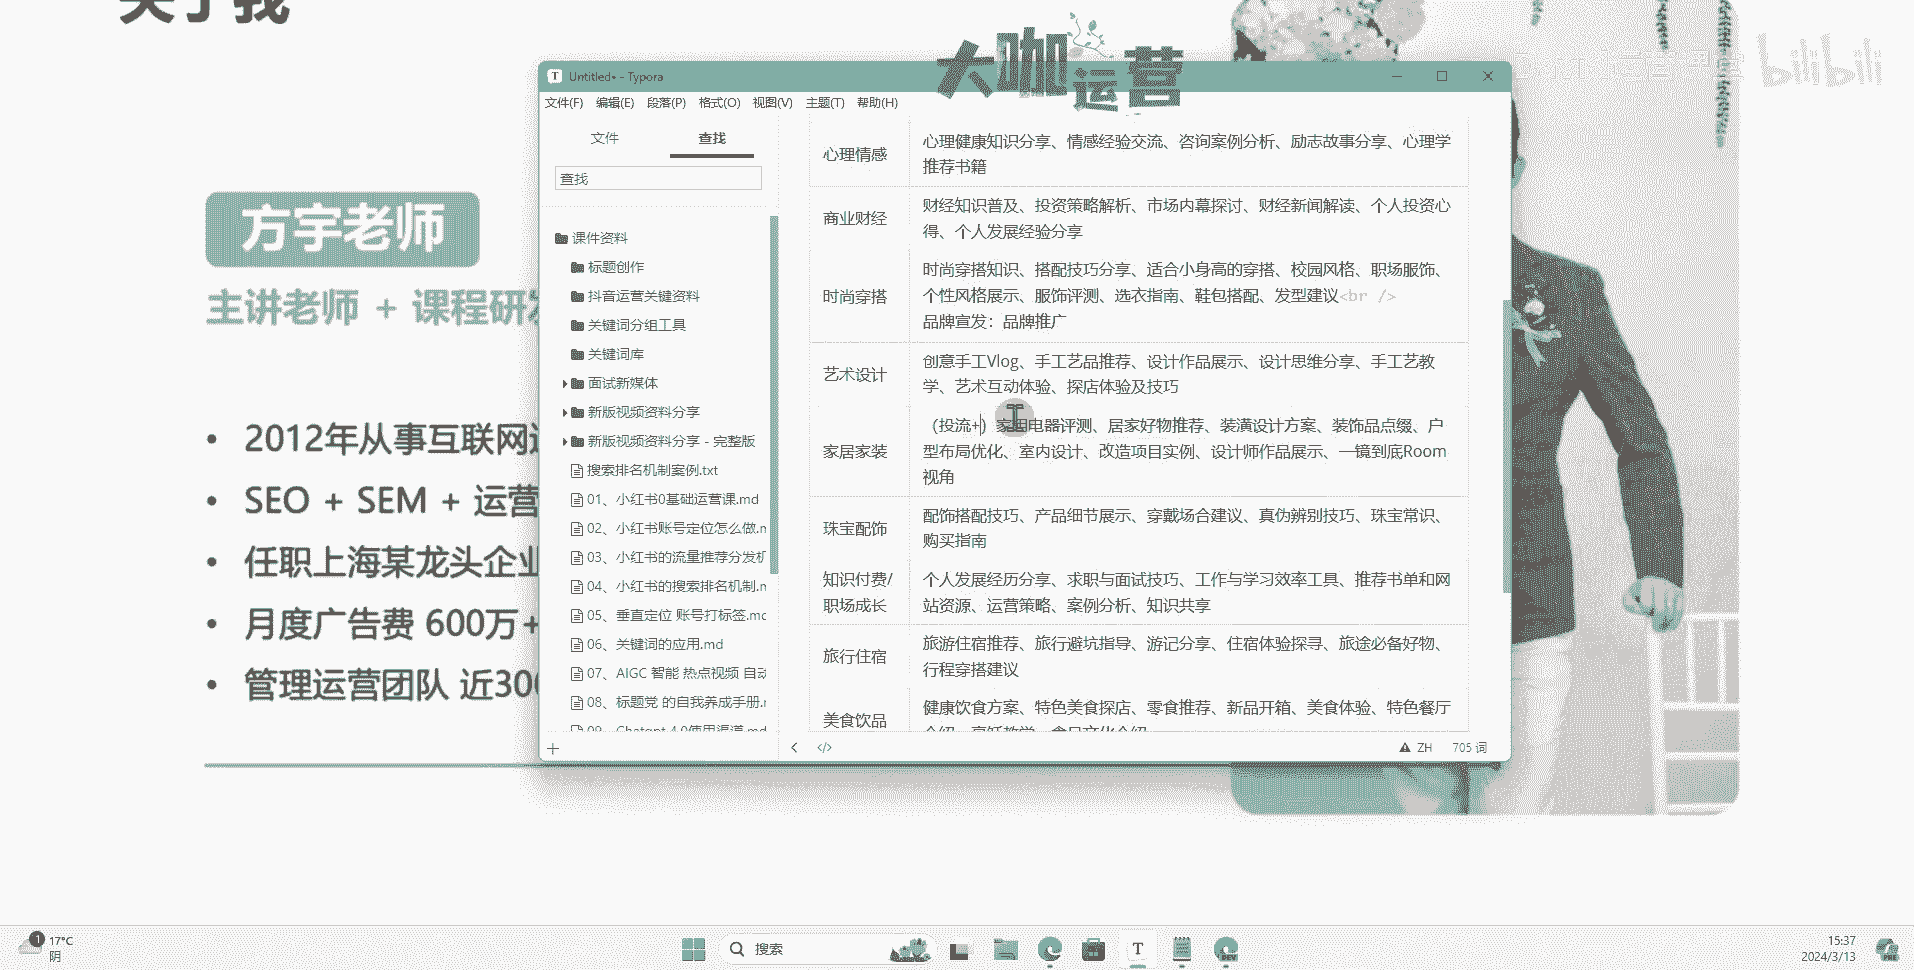 关于我
大咖运营
bilibili
方宇老师
主讲老师 + 课程研发
2012年从事互联网
SEO + SEM + 运营
任职上海某龙头企业
月度广告费 600万+
管理运营团队 近300
Untitled• - Typora
文件(F) 编辑(E) 段落(P) 格式(O) 视图(V) 主题(T) 帮助(H)
文件 查找
查找
课件资料
标题创作
抖音运营关键资料
关键词分组工具
关键词库
面试新媒体
新版视频资料分享
新版视频资料分享 - 完整版
搜索排名机制案例.txt
01、小红书0基础运营课.md
02、小红书账号定位怎么做.m
03、小红书的流量推荐分发机
04、小红书的搜索排名机制.m
05、垂直定位 账号打标签.mc
06、关键词的应用.md
07、AIGC 智能 热点视频 自动
08、标题党 的自我养成手册.r
09、Chatgpt 4.0使用渠道.md
心理情感
心理健康知识分享、情感经验交流、咨询案例分析、励志故事分享、心理学
推荐书籍
商业财经
财经知识普及、投资策略解析、市场内幕探讨、财经新闻解读、个人投资心
得、个人发展经验分享
时尚穿搭
时尚穿搭知识、搭配技巧分享、适合小身高的穿搭、校园风格、职场服饰、
个性风格展示、服饰评测、选衣指南、鞋包搭配、发型建议<br />
品牌宣发：品牌推广
艺术设计
创意手工Vlog、手工艺品推荐、设计作品展示、设计思维分享、手工艺教
学、艺术互动体验、探店体验及技巧
家居家装
（投流+）家用电器评测、居家好物推荐、装潢设计方案、装饰品点缀、户
型布局优化、室内设计、改造项目实例、设计师作品展示、一镜到底Room
视角
珠宝配饰
配饰搭配技巧、产品细节展示、穿戴场合建议、真伪辨别技巧、珠宝常识、
购买指南
知识付费/
职场成长
个人发展经历分享、求职与面试技巧、工作与学习效率工具、推荐书单和网
站资源、运营策略、案例分析、知识共享
旅行住宿
旅游住宿推荐、旅行避坑指导、游记分享、住宿体验探寻、旅途必备好物、
行程穿搭建议
美食饮品
健康饮食方案、特色美食探店、零食推荐、新品开箱、美食体验、特色餐厅
介绍、烹饪教学、食品文化介绍
ZH 705 词
1
17°C
阴
搜索
DEV
15:37
2024/3/13
PRE